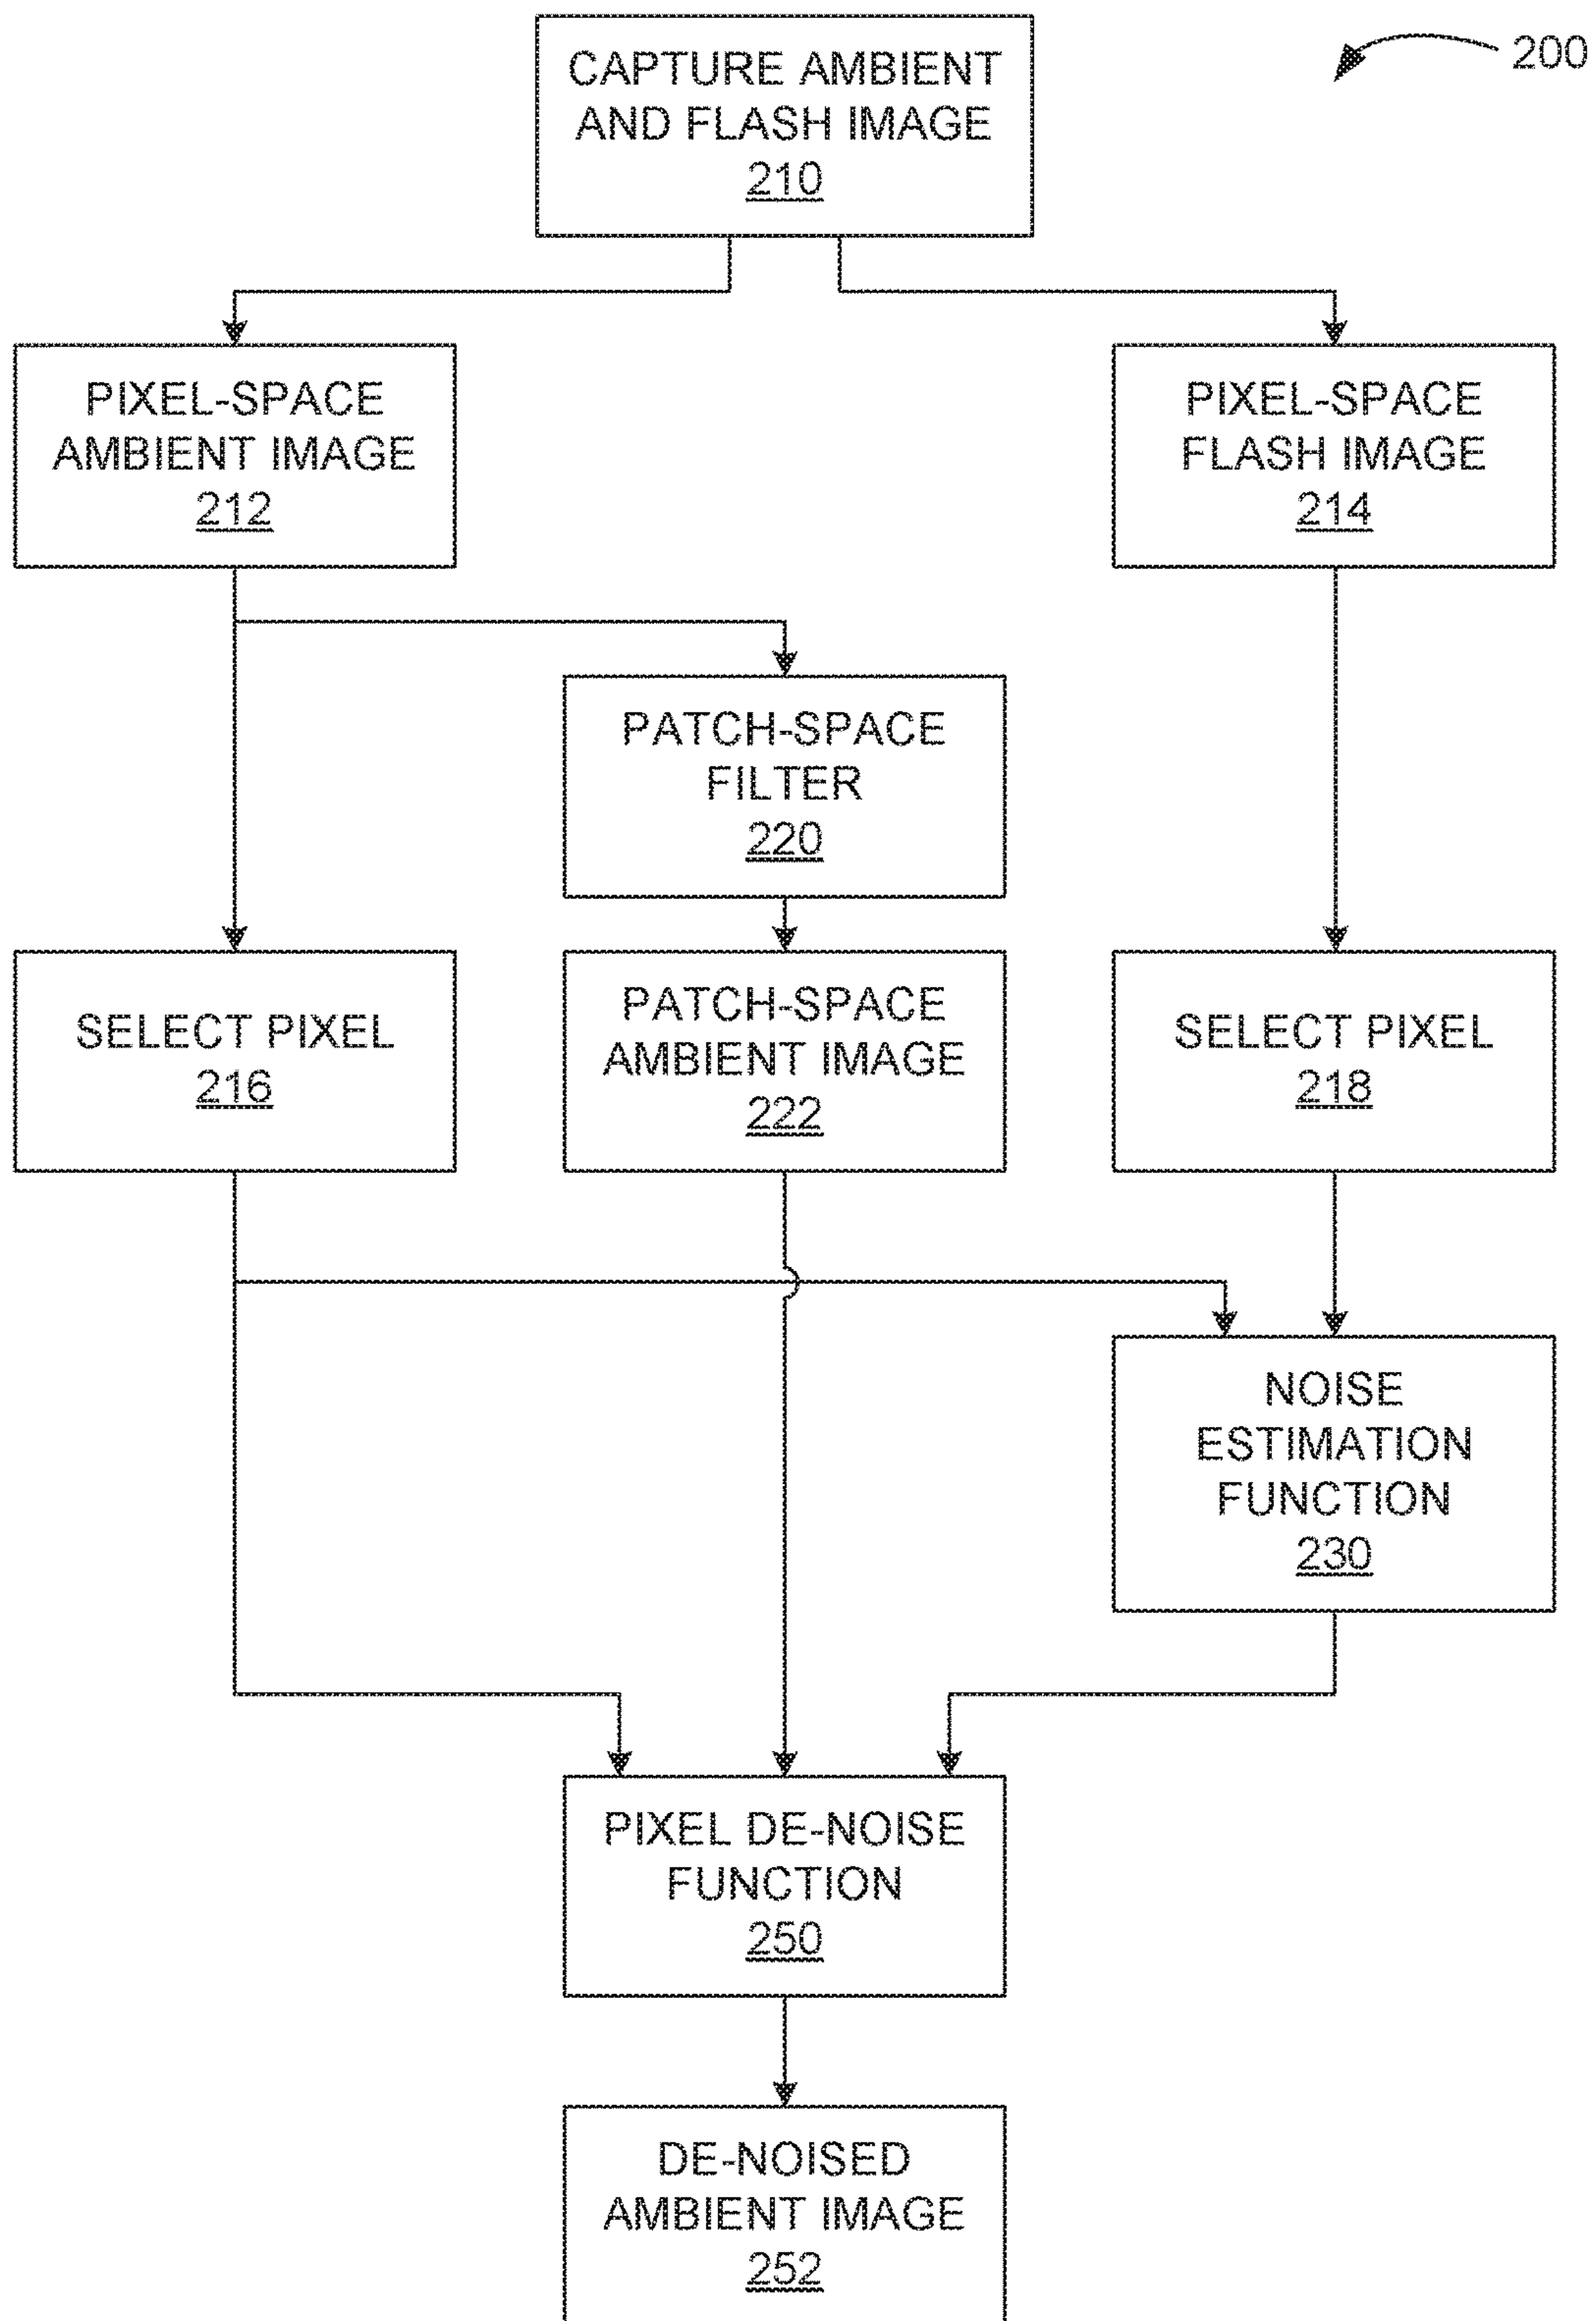 200
CAPTURE AMBIENT
AND FLASH IMAGE
210
PIXEL-SPACE
AMBIENT IMAGE
212
PIXEL-SPACE
FLASH IMAGE
214
PATCH-SPACE
FILTER
220
SELECT PIXEL
216
PATCH-SPACE
AMBIENT IMAGE
222
SELECT PIXEL
218
NOISE
ESTIMATION
FUNCTION
230
PIXEL DE-NOISE
FUNCTION
250
DE-NOISED
AMBIENT IMAGE
252